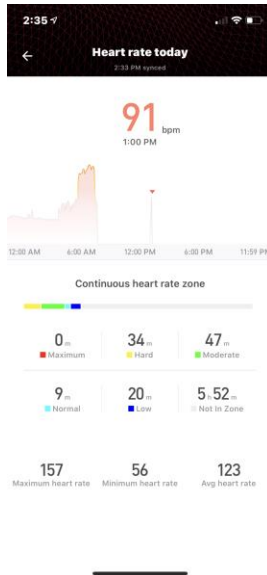 2:35
Heart rate today
2:33 PM synced
91 bpm
1:00 PM
12:00 AM 6:00 AM 12:00 PM 6:00 PM 11:59 PM
Continuous heart rate zone
0 m 34 m 47 m
Maximum Hard Moderate
9 m 20 m 5 h 52 m
Normal Low Not In Zone
157 56 123
Maximum heart rate Minimum heart rate Avg heart rate